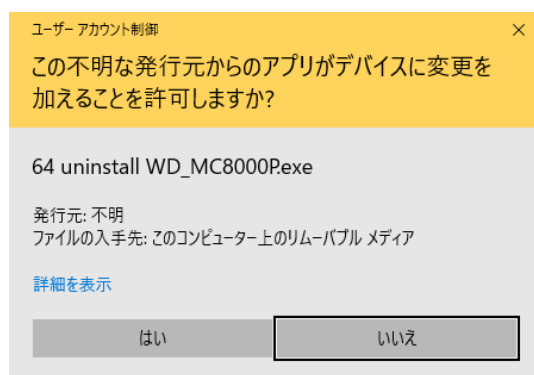 ユーザー アカウント制御
この不明な発行元からのアプリがデバイスに変更を
加えることを許可しますか?
64 uninstall WD_MC8000P.exe
発行元: 不明
ファイルの入手先: このコンピューター上のリムーバブル メディア
詳細を表示
はい
いいえ